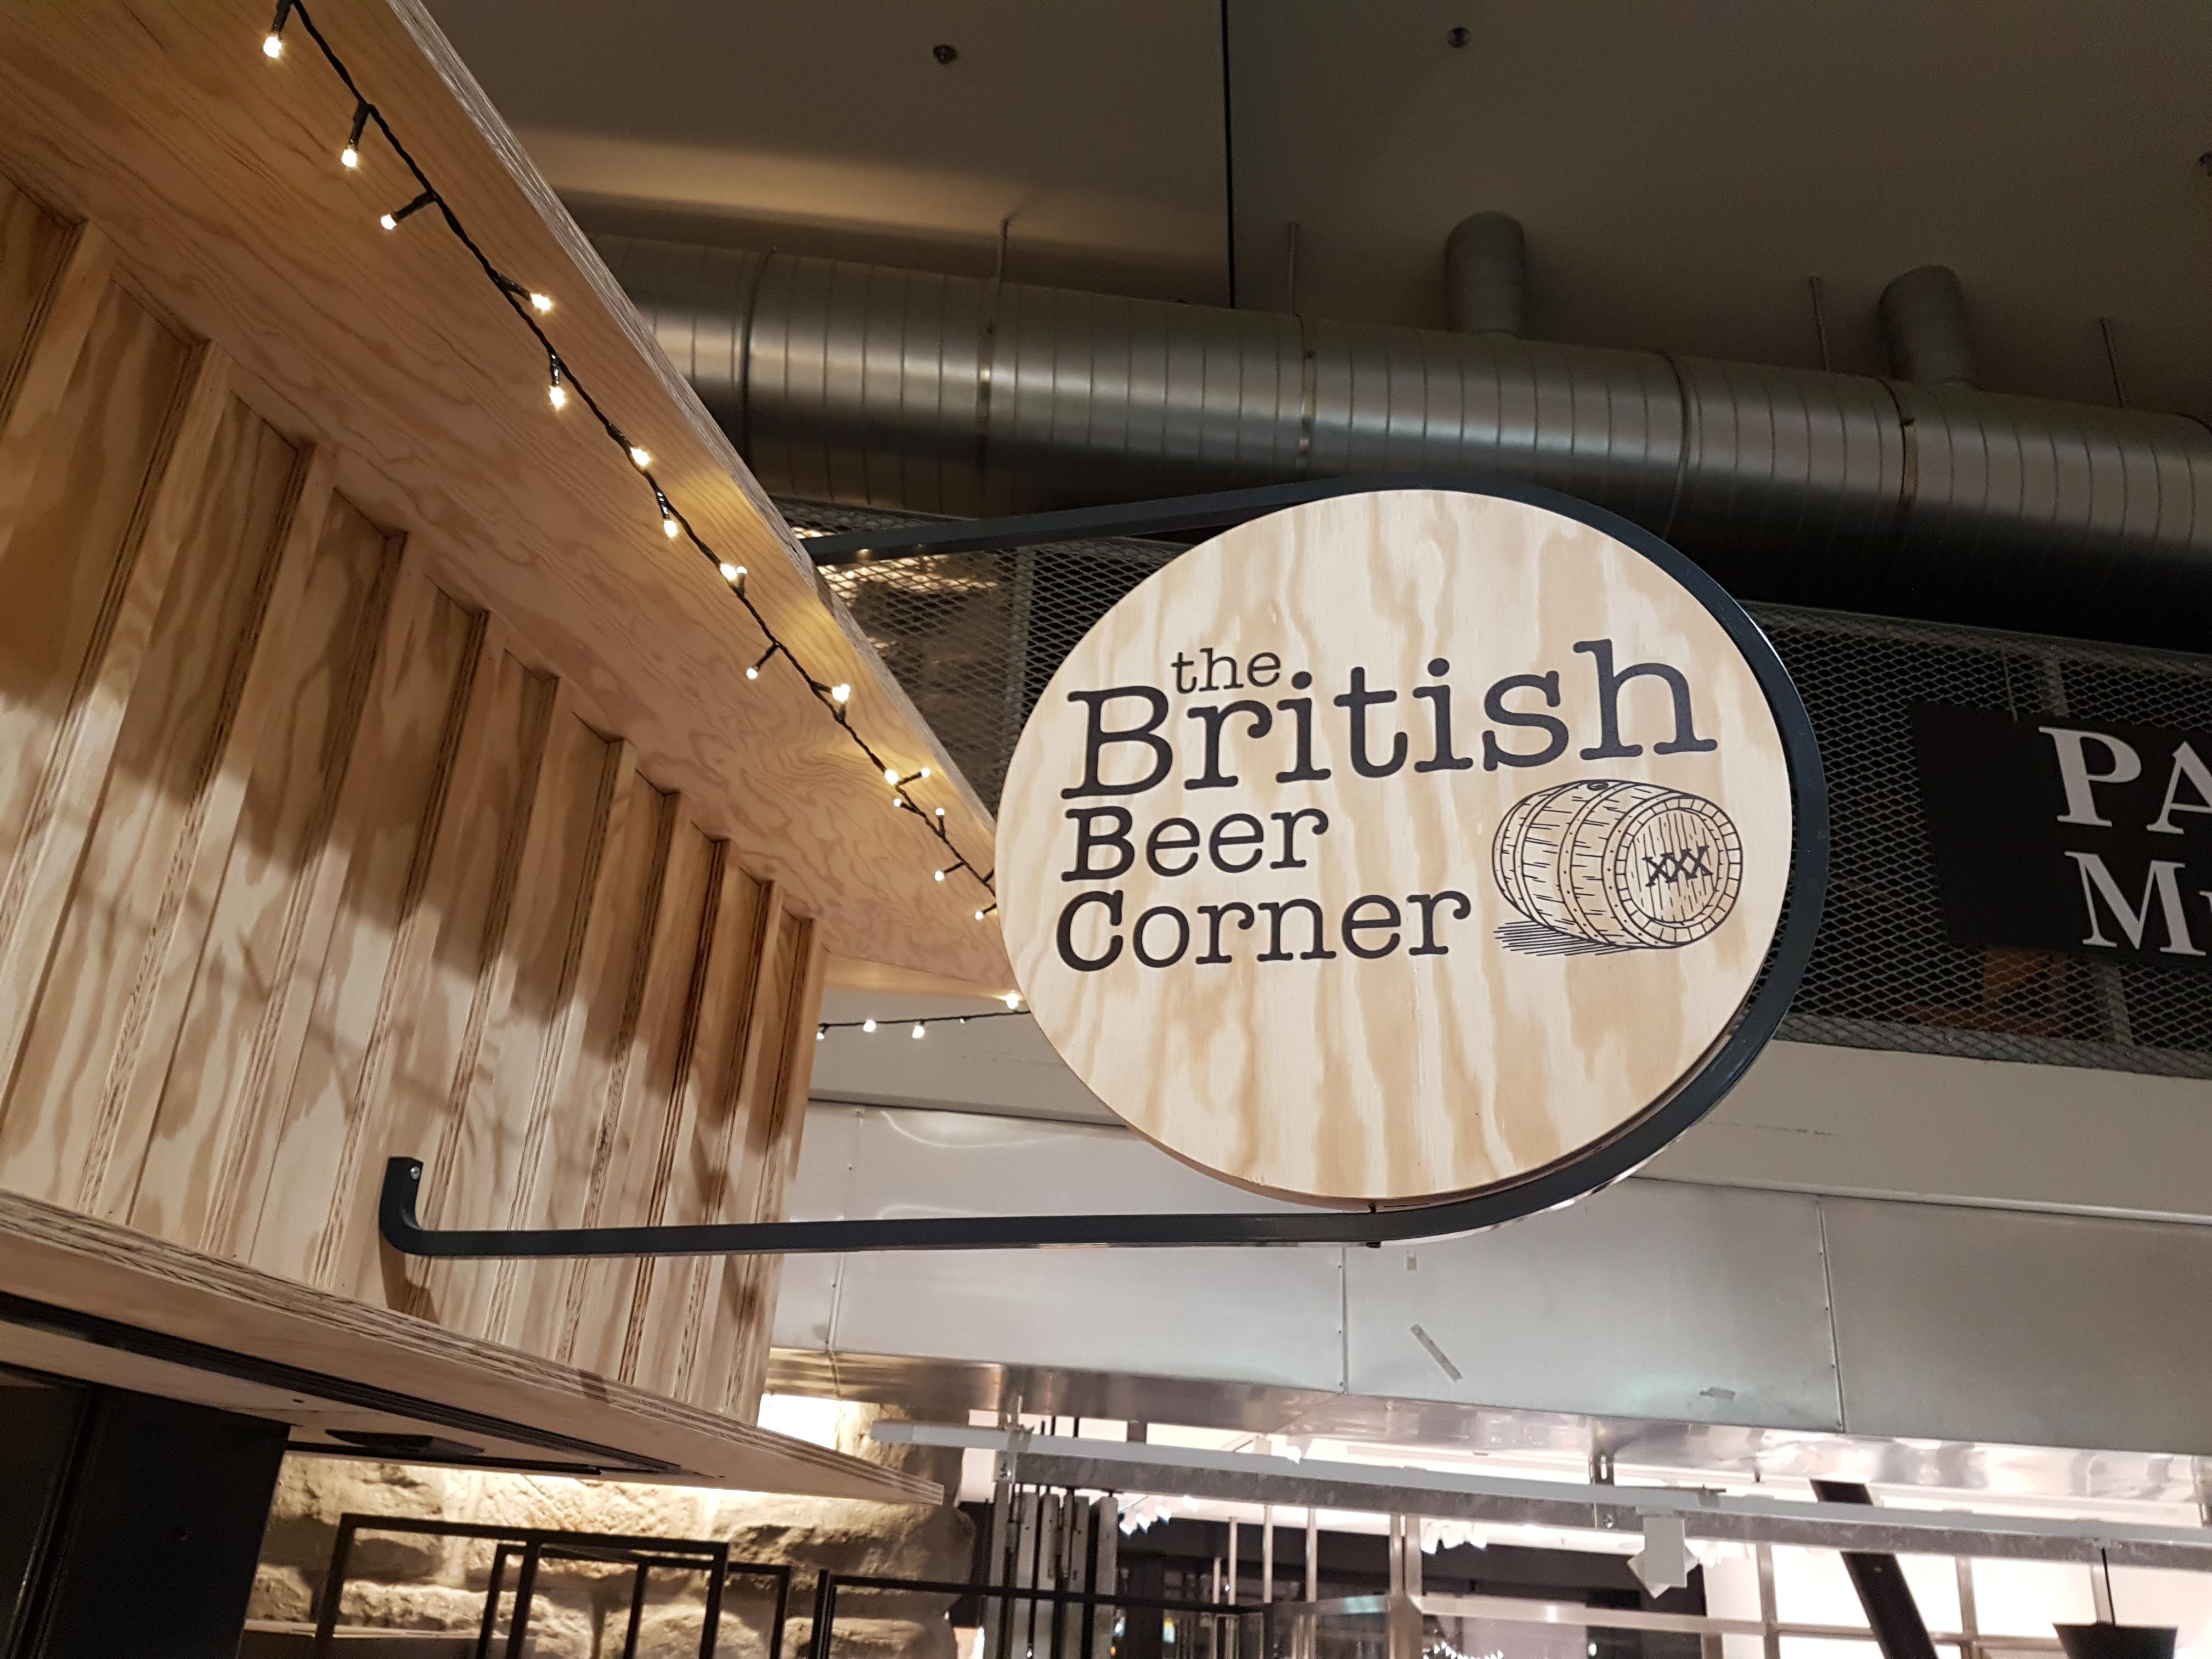 the
British
Beer
Corner
XXX